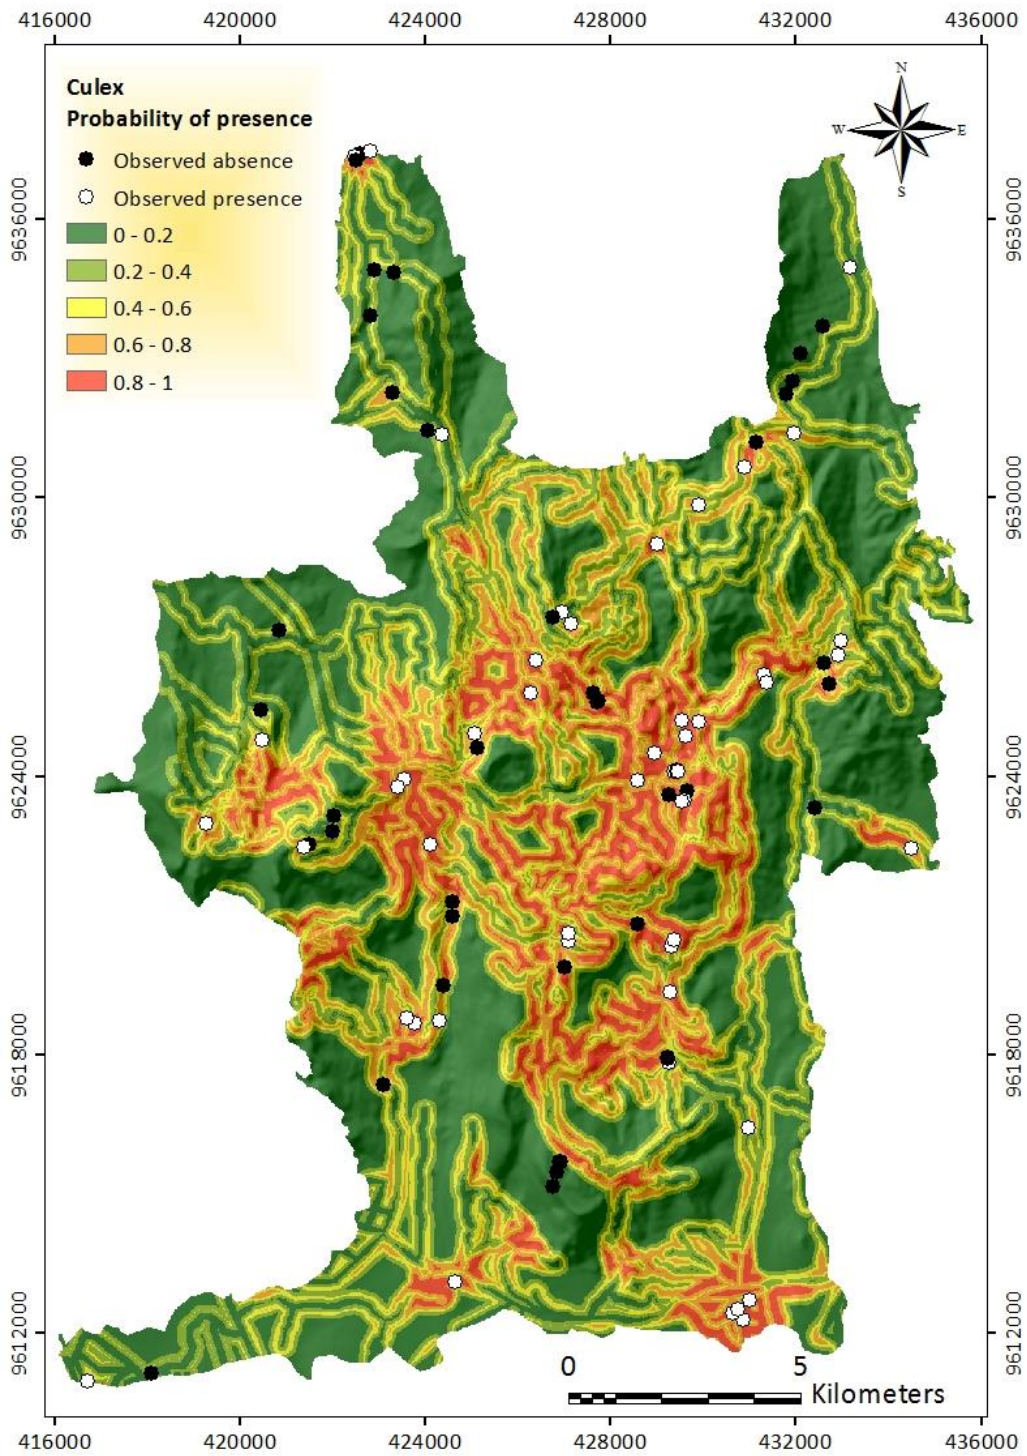 416000 420000 424000 428000 432000 436000
Culex
Probability of presence
Observed absence
Observed presence
0 - 0.2
0.2 - 0.4
0.4 - 0.6
0.6 - 0.8
0.8 - 1
N
W E
S
9636000 9636000
9630000 9630000
9624000 9624000
9618000 9618000
9612000 9612000
0 5
Kilometers
416000 420000 424000 428000 432000 436000